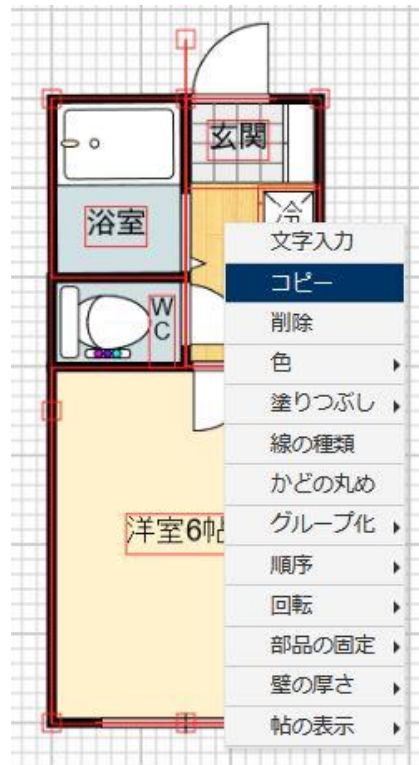 玄関
浴室
冷
W
C
洋室6帖
文字入力
コピー
削除
色
塗りつぶし
線の種類
かどの丸め
グループ化
順序
回転
部品の固定
壁の厚さ
帖の表示